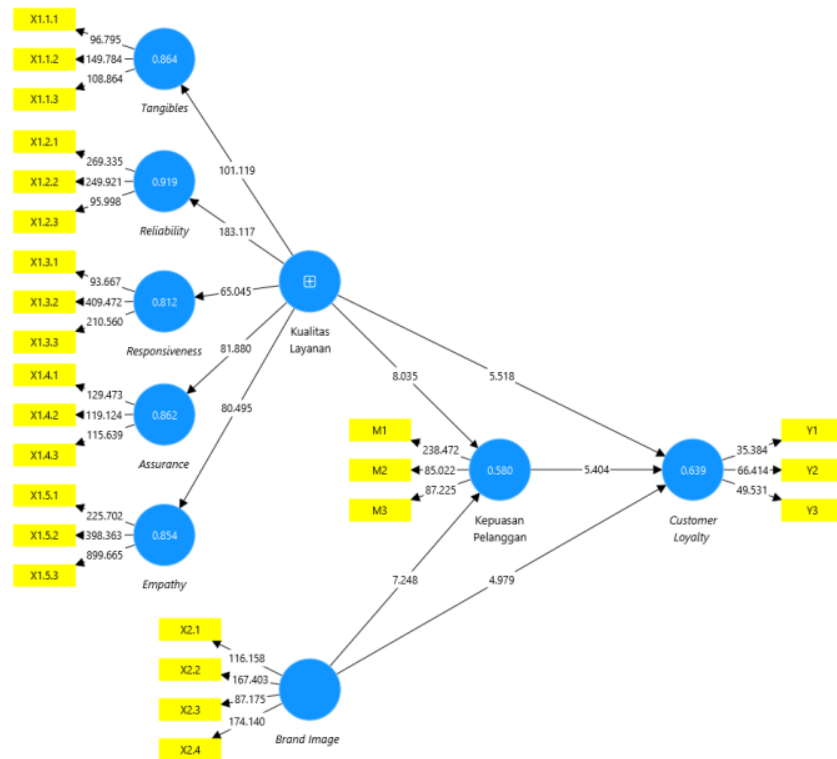 X1.1.1
96.795
0.864
X1.1.2
149.784
108.864
X1.1.3
Tangibles
X1.2.1
269.335
0.919
X1.2.2
249.921
95.998
X1.2.3
Reliability
X1.3.1
93.667
0.812
X1.3.2
409.472
210.560
X1.3.3
Responsiveness
X1.4.1
129.473
0.862
X1.4.2
119.124
115.639
X1.4.3
Assurance
X1.5.1
225.702
0.854
X1.5.2
398.363
899.665
X1.5.3
Empathy
101.119
183.117
65.045
81.880
80.495
Kualitas
Layanan
8.035
5.518
M1
238.472
M2
85.022
87.225
M3
0.580
Kepuasan
Pelanggan
5.404
0.639
Customer
Loyalty
35.384
Y1
66.414
Y2
49.531
Y3
7.248
4.979
X2.1
116.158
X2.2
167.403
X2.3
87.175
174.140
X2.4
Brand Image